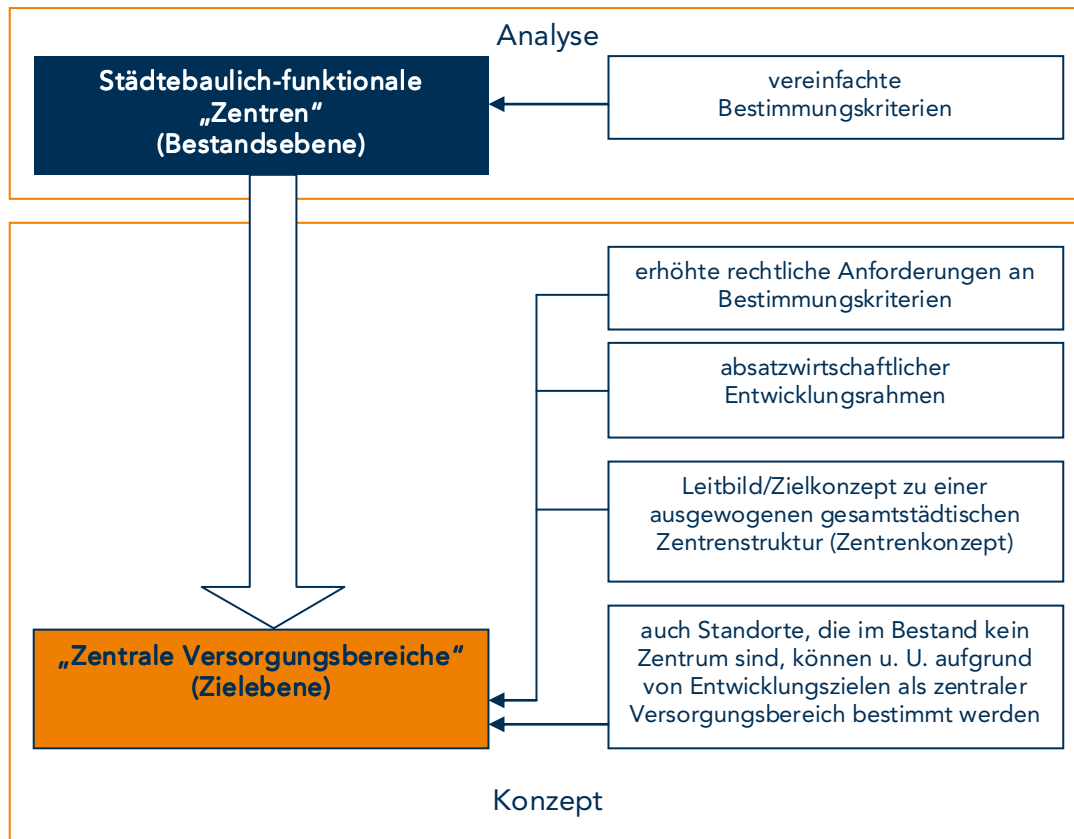 Analyse
Städtebaulich-funktionale
„Zentren“
(Bestandsebene)
vereinfachte
Bestimmungskriterien
erhöhte rechtliche Anforderungen an
Bestimmungskriterien
absatzwirtschaftlicher
Entwicklungsrahmen
Leitbild/Zielkonzept zu einer
ausgewogenen gesamtstädtischen
Zentrenstruktur (Zentrenkonzept)
„Zentrale Versorgungsbereiche“
(Zielebene)
auch Standorte, die im Bestand kein
Zentrum sind, können u. U. aufgrund
von Entwicklungszielen als zentraler
Versorgungsbereich bestimmt werden
Konzept